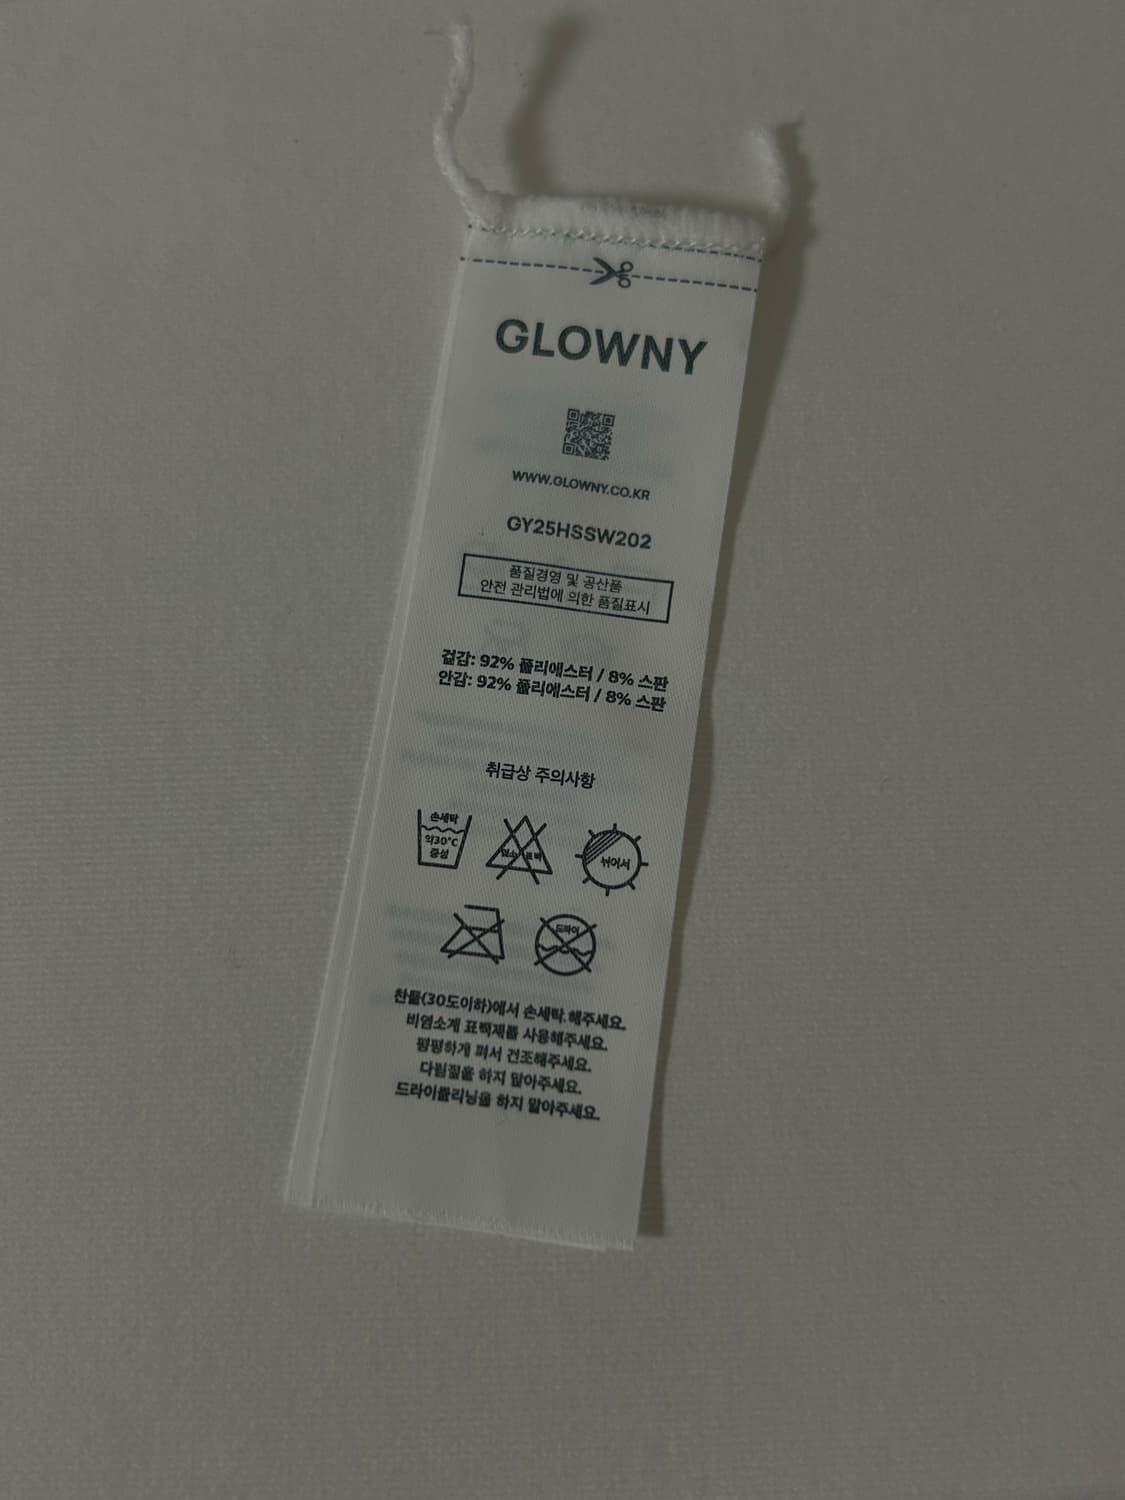 GLOWNY
WWW.GLOWNY.CO.KR
GY25HSSW202
품질경영 및 공산품
안전 관리법에 의한 품질표시
겉감: 92% 폴리에스터 / 8% 스판
안감: 92% 폴리에스터 / 8% 스판
취급상 주의사항
손세탁
약30°C
중성
염소 표백
뉘어서
드라이
찬물(30도이하)에서 손세탁 해주세요.
비염소계 표백제를 사용해주세요.
평평하게 펴서 건조해주세요.
다림질을 하지 말아주세요.
드라이클리닝을 하지 말아주세요.